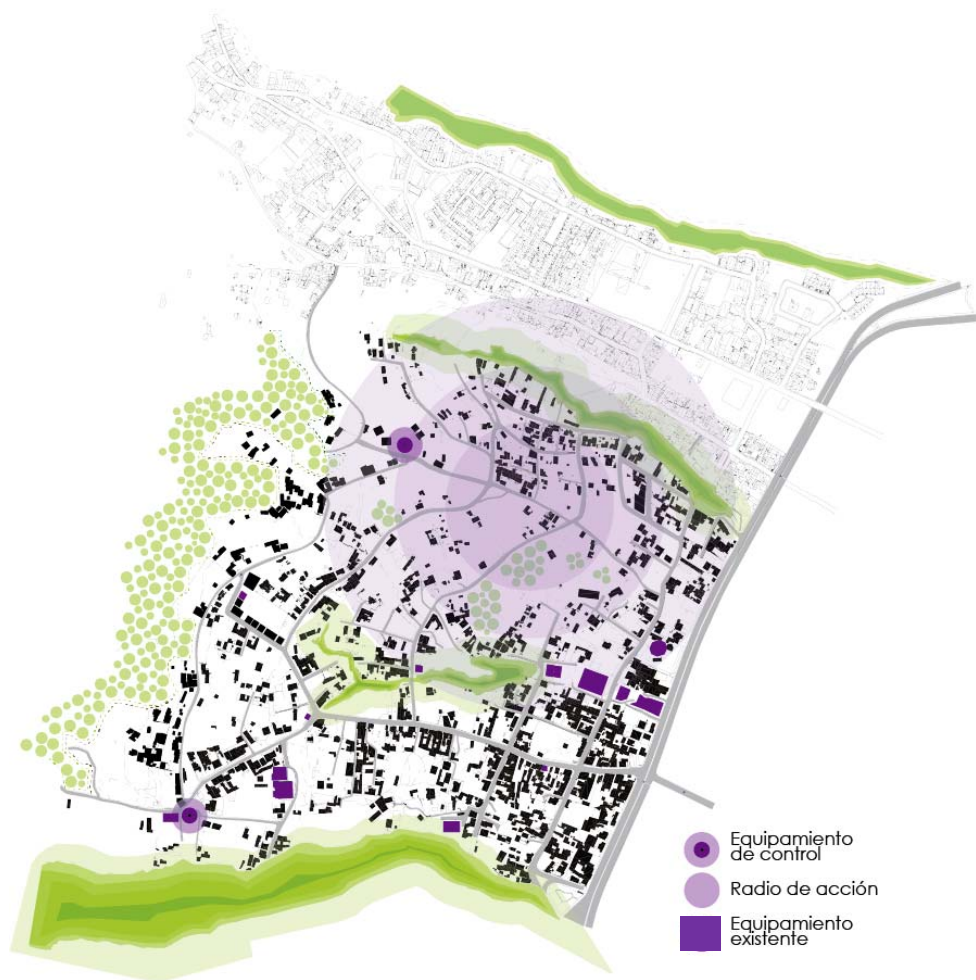 Equipamiento
de control
Radio de acción
Equipamiento
existente